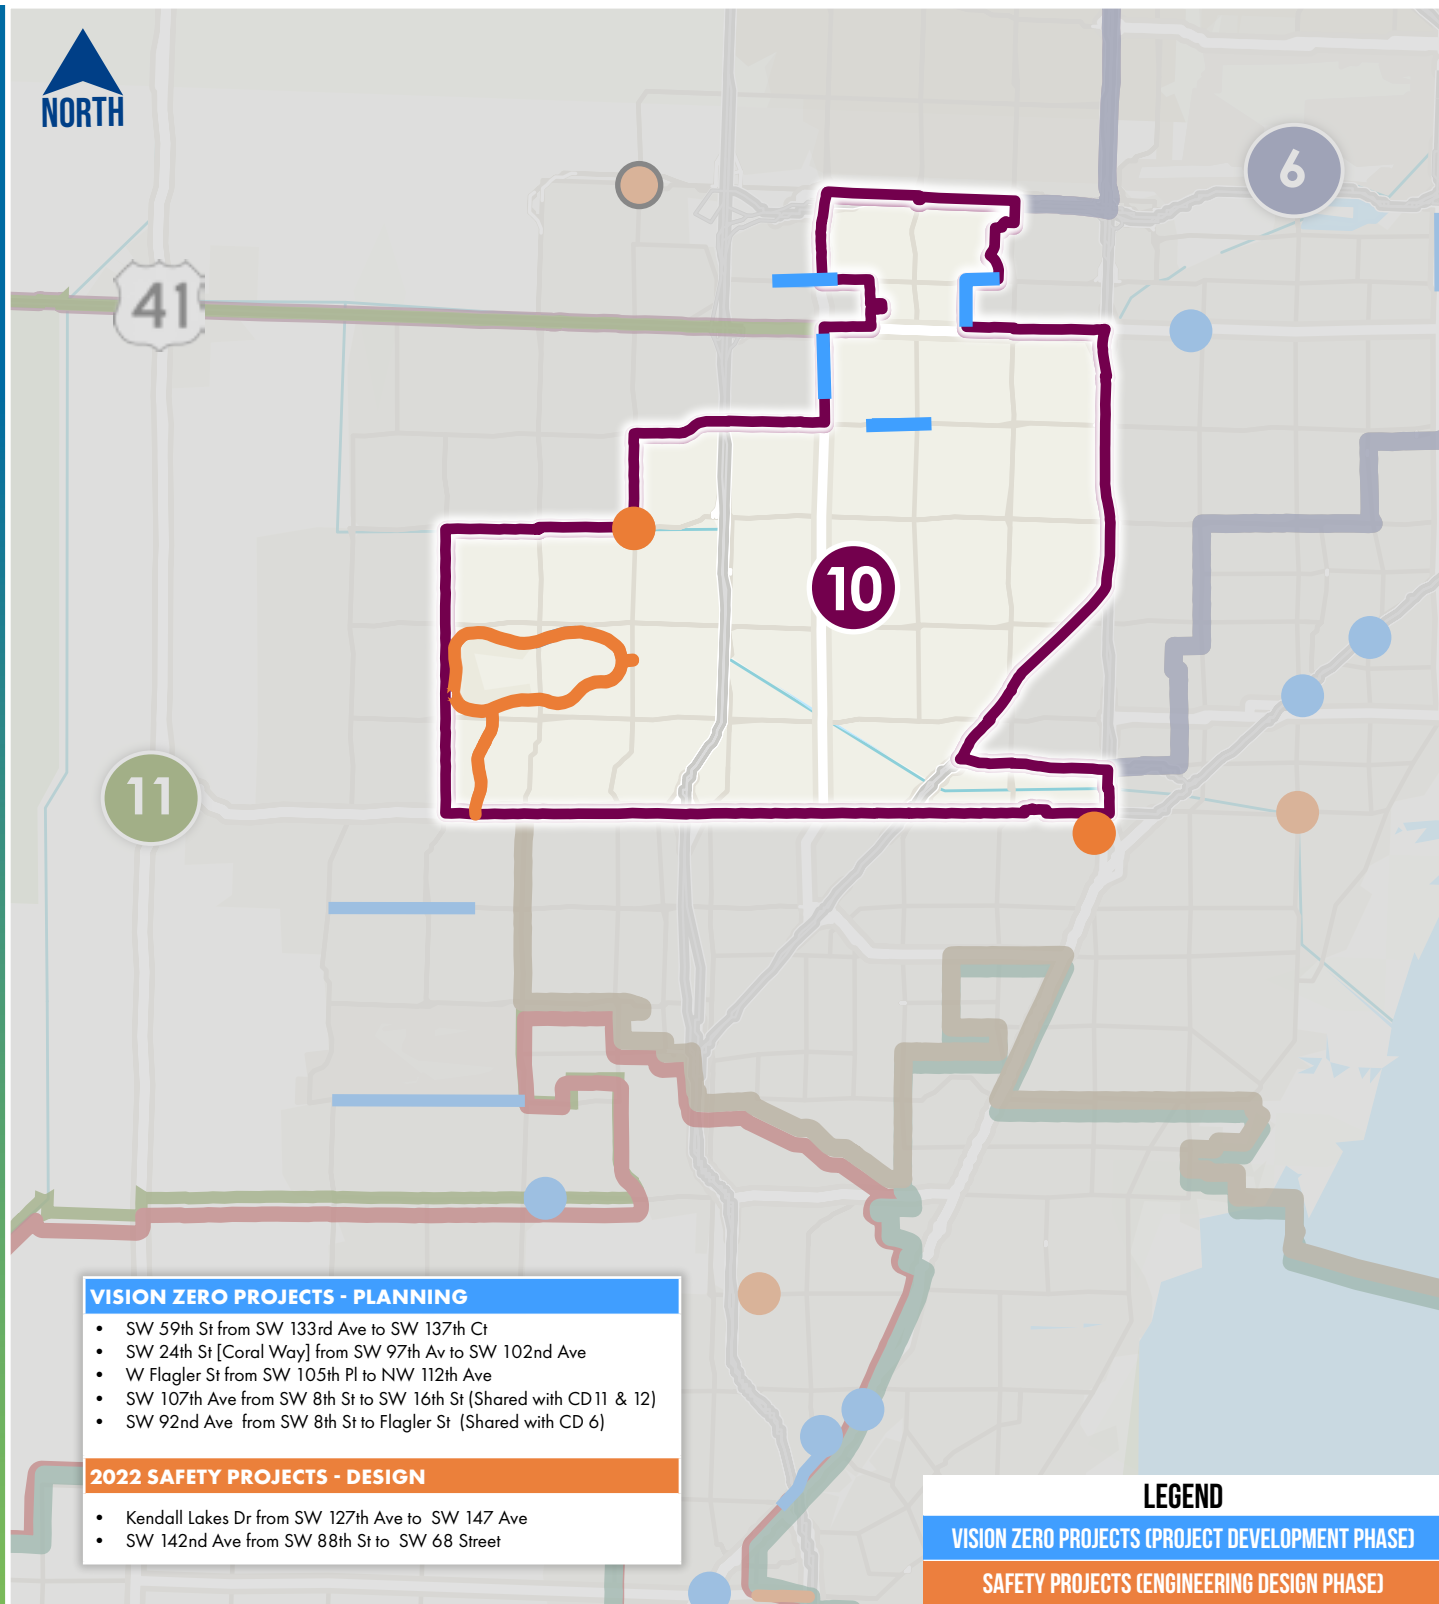 NORTH
6
41
10
11
VISION ZERO PROJECTS - PLANNING
• SW 59th St from SW 133rd Ave to SW 137th Ct
• SW 24th St [Coral Way] from SW 97th Av to SW 102nd Ave
• W Flagler St from SW 105th Pl to NW 112th Ave
• SW 107th Ave from SW 8th St to SW 16th St (Shared with CD11 & 12)
• SW 92nd Ave from SW 8th St to Flagler St (Shared with CD 6)
2022 SAFETY PROJECTS - DESIGN
• Kendall Lakes Dr from SW 127th Ave to SW 147 Ave
• SW 142nd Ave from SW 88th St to SW 68 Street
LEGEND
VISION ZERO PROJECTS (PROJECT DEVELOPMENT PHASE)
SAFETY PROJECTS (ENGINEERING DESIGN PHASE)